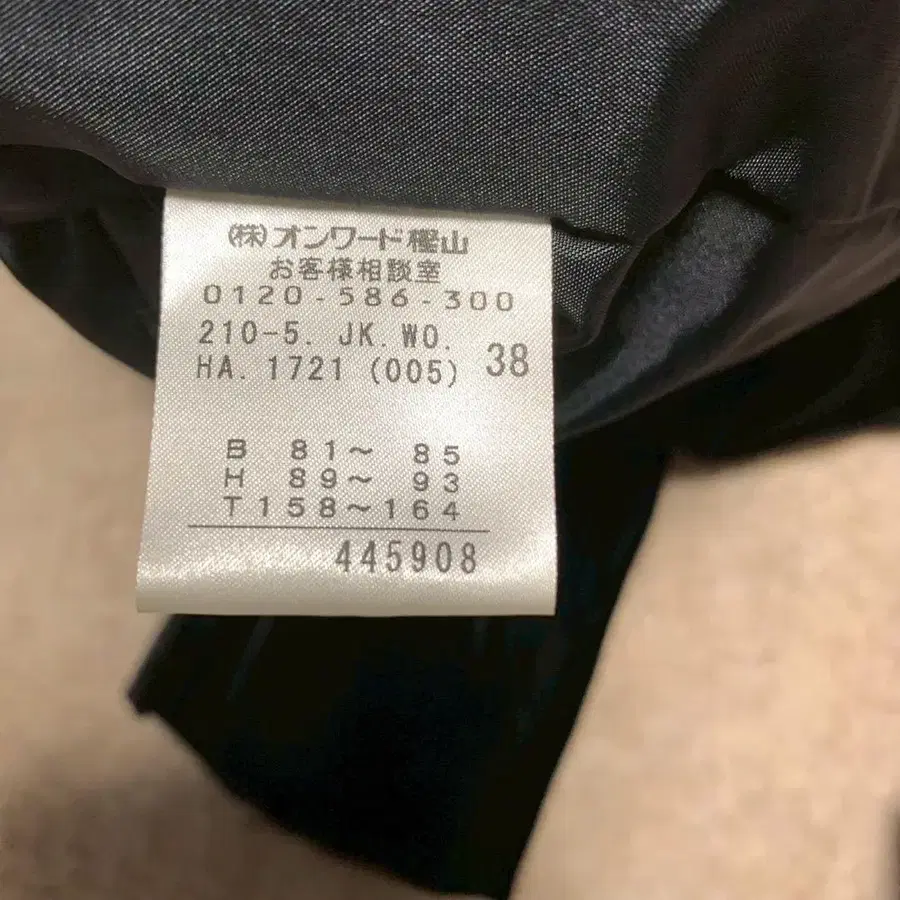 (株)オンワード樫山
お客様相談室
0120-586-300
210-5. JK.WO. 38
HA.1721 (005)
B 81～ 85
H 89～ 93
T158～164
445908